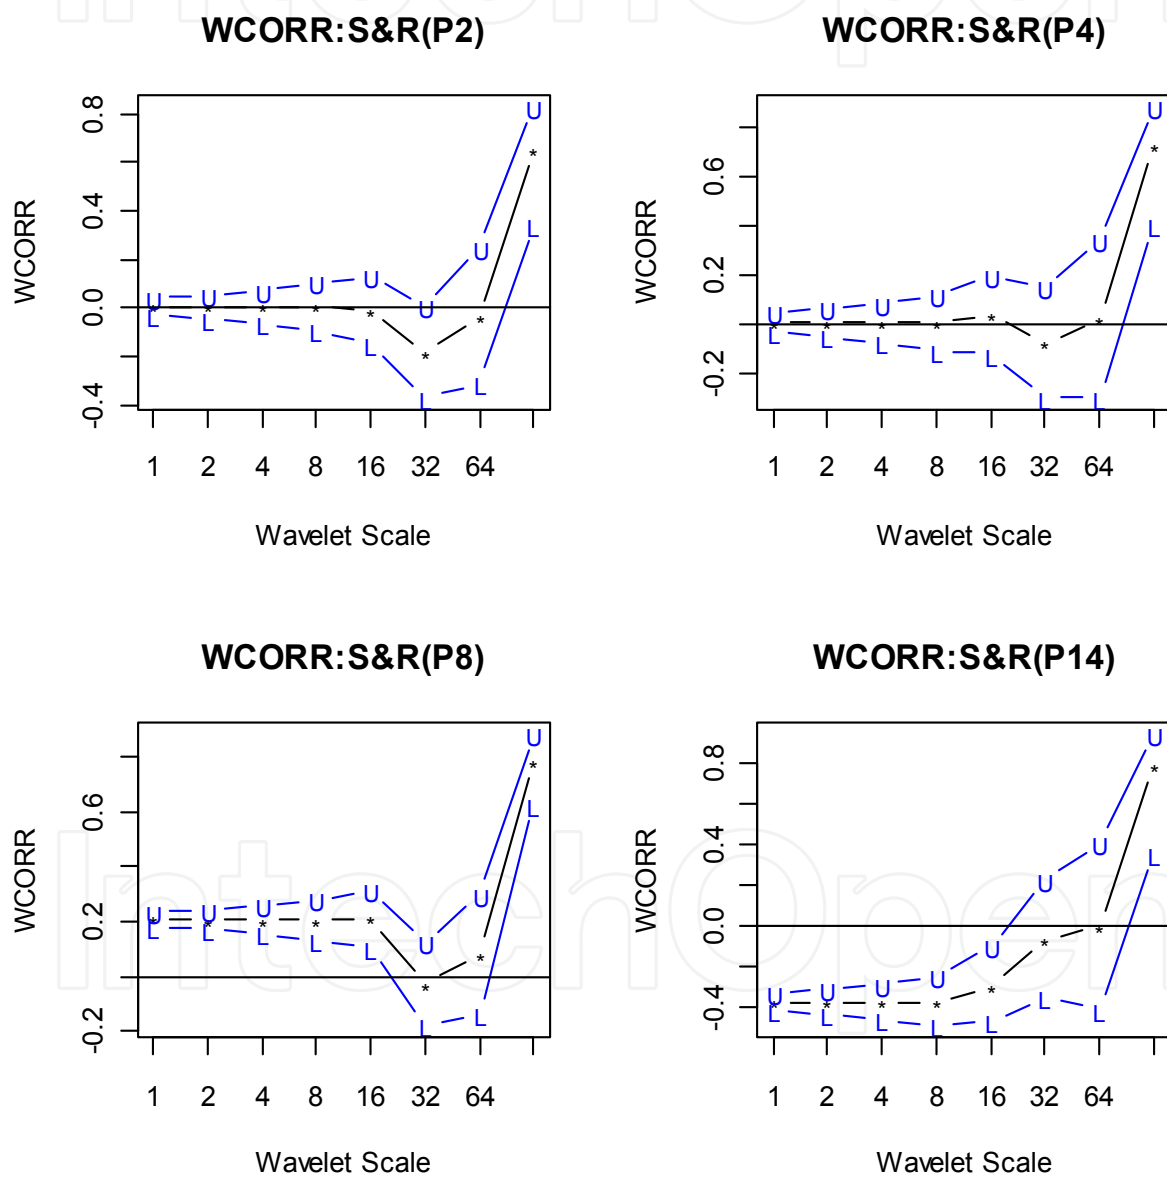 WCORR:S&R(P2)
WCORR
0.8
0.4
0.0
-0.4
U U U U U U U U
* * * * * * * *
L L L L L L L L
1 2 4 8 16 32 64
Wavelet Scale
WCORR:S&R(P4)
WCORR
0.6
0.2
-0.2
U U U U U U U U
* * * * * * * *
L L L L L L L L
1 2 4 8 16 32 64
Wavelet Scale
WCORR:S&R(P8)
WCORR
0.6
0.2
-0.2
U U U U U U U U
* * * * * * * *
L L L L L L L L
1 2 4 8 16 32 64
Wavelet Scale
WCORR:S&R(P14)
WCORR
0.8
0.4
0.0
-0.4
U U U U U U U U
* * * * * * * *
L L L L L L L L
1 2 4 8 16 32 64
Wavelet Scale
IntechOpen